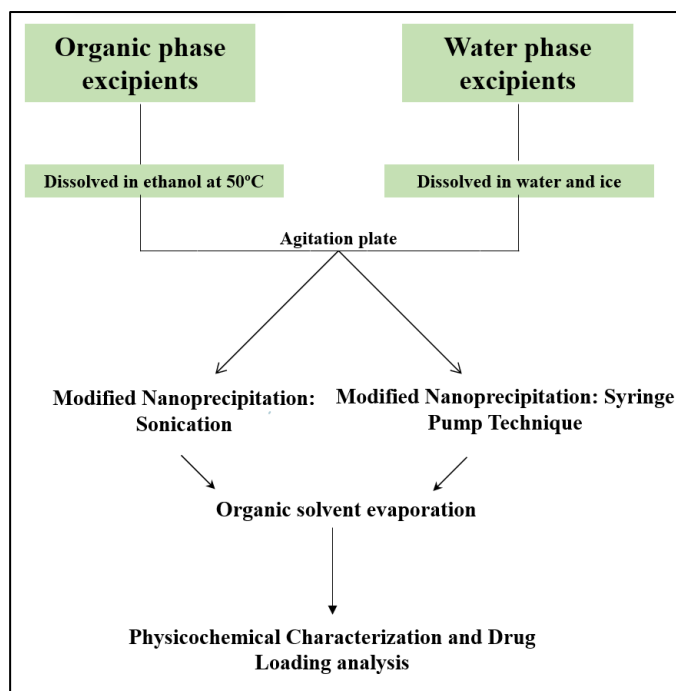 Organic phase
excipients
Water phase
excipients
Dissolved in ethanol at 50ºC
Dissolved in water and ice
Agitation plate
Modified Nanoprecipitation:
Sonication
Modified Nanoprecipitation: Syringe
Pump Technique
Organic solvent evaporation
Physicochemical Characterization and Drug
Loading analysis